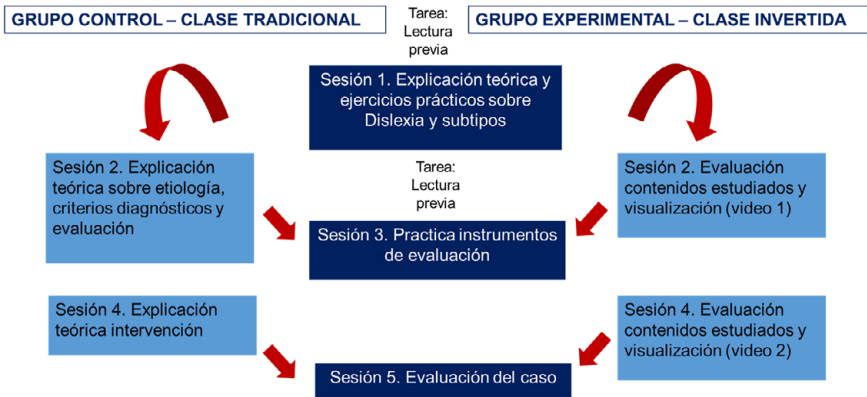 GRUPO CONTROL – CLASE TRADICIONAL
Tarea:
Lectura
previa
GRUPO EXPERIMENTAL – CLASE INVERTIDA
Sesión 1. Explicación teórica y
ejercicios prácticos sobre
Dislexia y subtipos
Sesión 2. Explicación
teórica sobre etiología,
criterios diagnósticos y
evaluación
Tarea:
Lectura
previa
Sesión 2. Evaluación
contenidos estudiados y
visualización (video 1)
Sesión 3. Practica instrumentos
de evaluación
Sesión 4. Explicación
teórica intervención
Sesión 4. Evaluación
contenidos estudiados y
visualización (video 2)
Sesión 5. Evaluación del caso